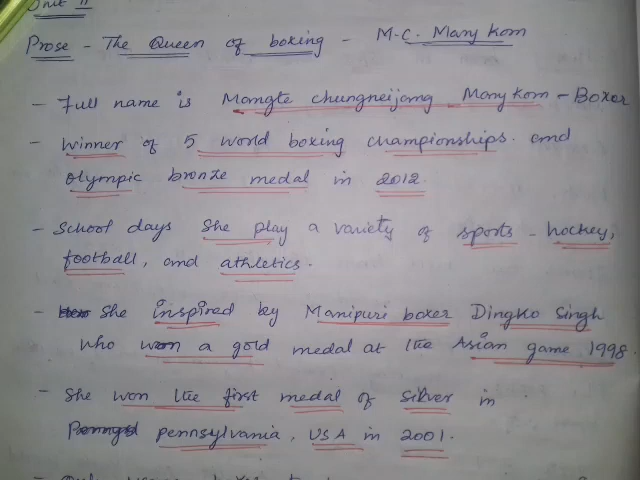 Unit II
Prose - The Queen of boxing - M.C. Mary Kom
- Full name is Mangte chungneijang Mary kom - Boxer
- winner of 5 world boxing championships. and
olympic bronze medal in 2012.
- School days she play a variety of sports - hockey,
football, and athletics.
- She inspired by Manipuri boxer Dingko Singh
who won a gold medal at the Asian game 1998.
- She won the first medal of silver in
pennsylvania, USA in 2001.